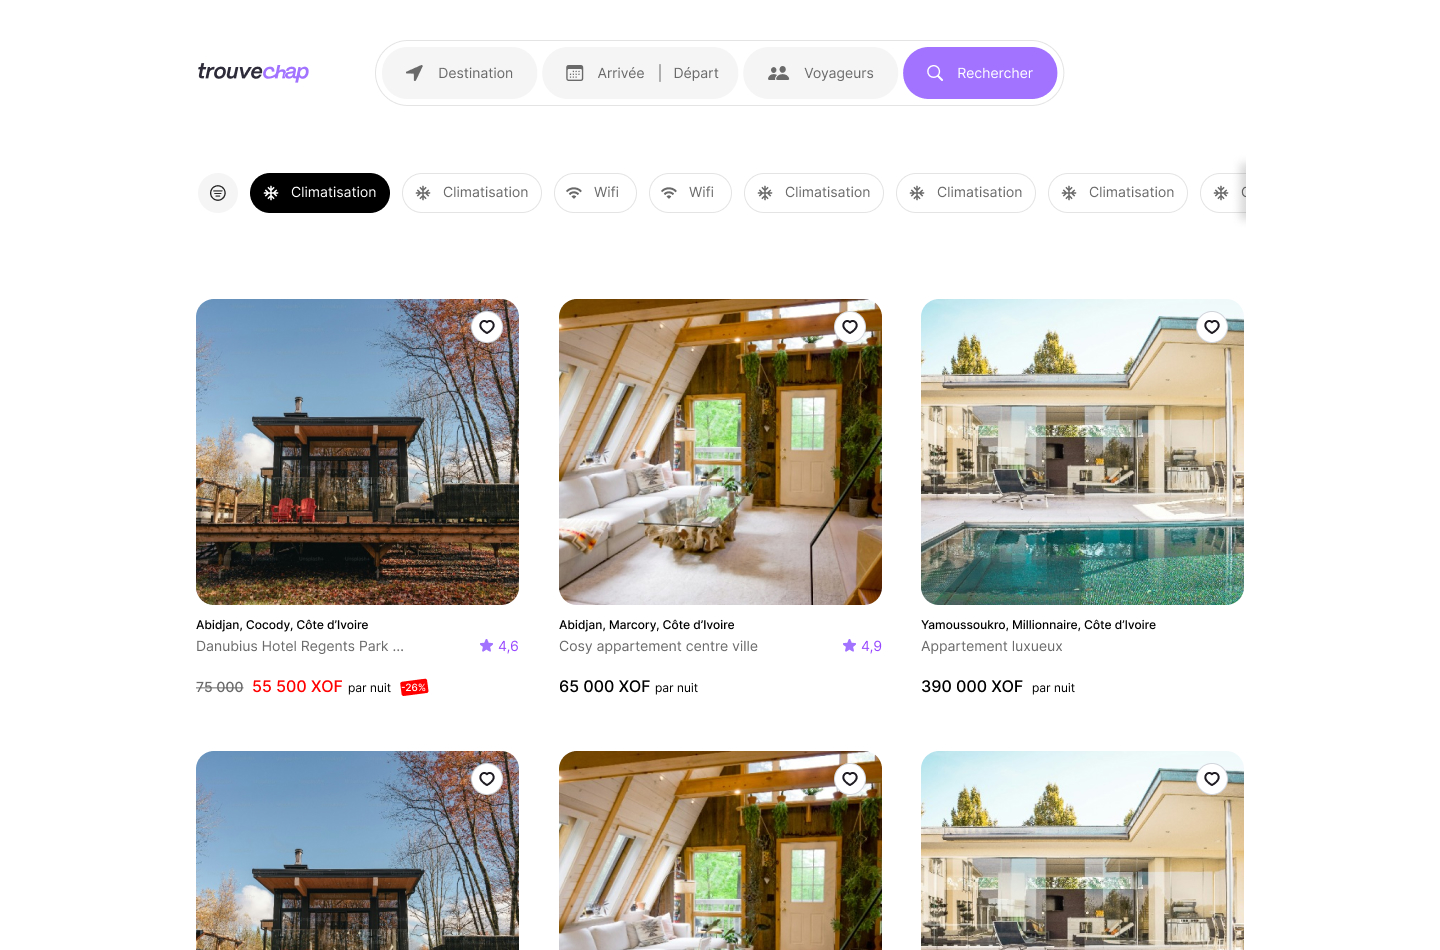 trouvechap
Destination
Arrivée | Départ
Voyageurs
Rechercher
Climatisation
Climatisation
Wifi
Wifi
Climatisation
Climatisation
Climatisation
Abidjan, Cocody, Côte d'Ivoire
Danubius Hotel Regents Park ...
4,6
75 000 55 500 XOF par nuit -26%
Abidjan, Marcory, Côte d'Ivoire
Cosy appartement centre ville
4,9
65 000 XOF par nuit
Yamoussoukro, Millionnaire, Côte d'Ivoire
Appartement luxueux
390 000 XOF par nuit